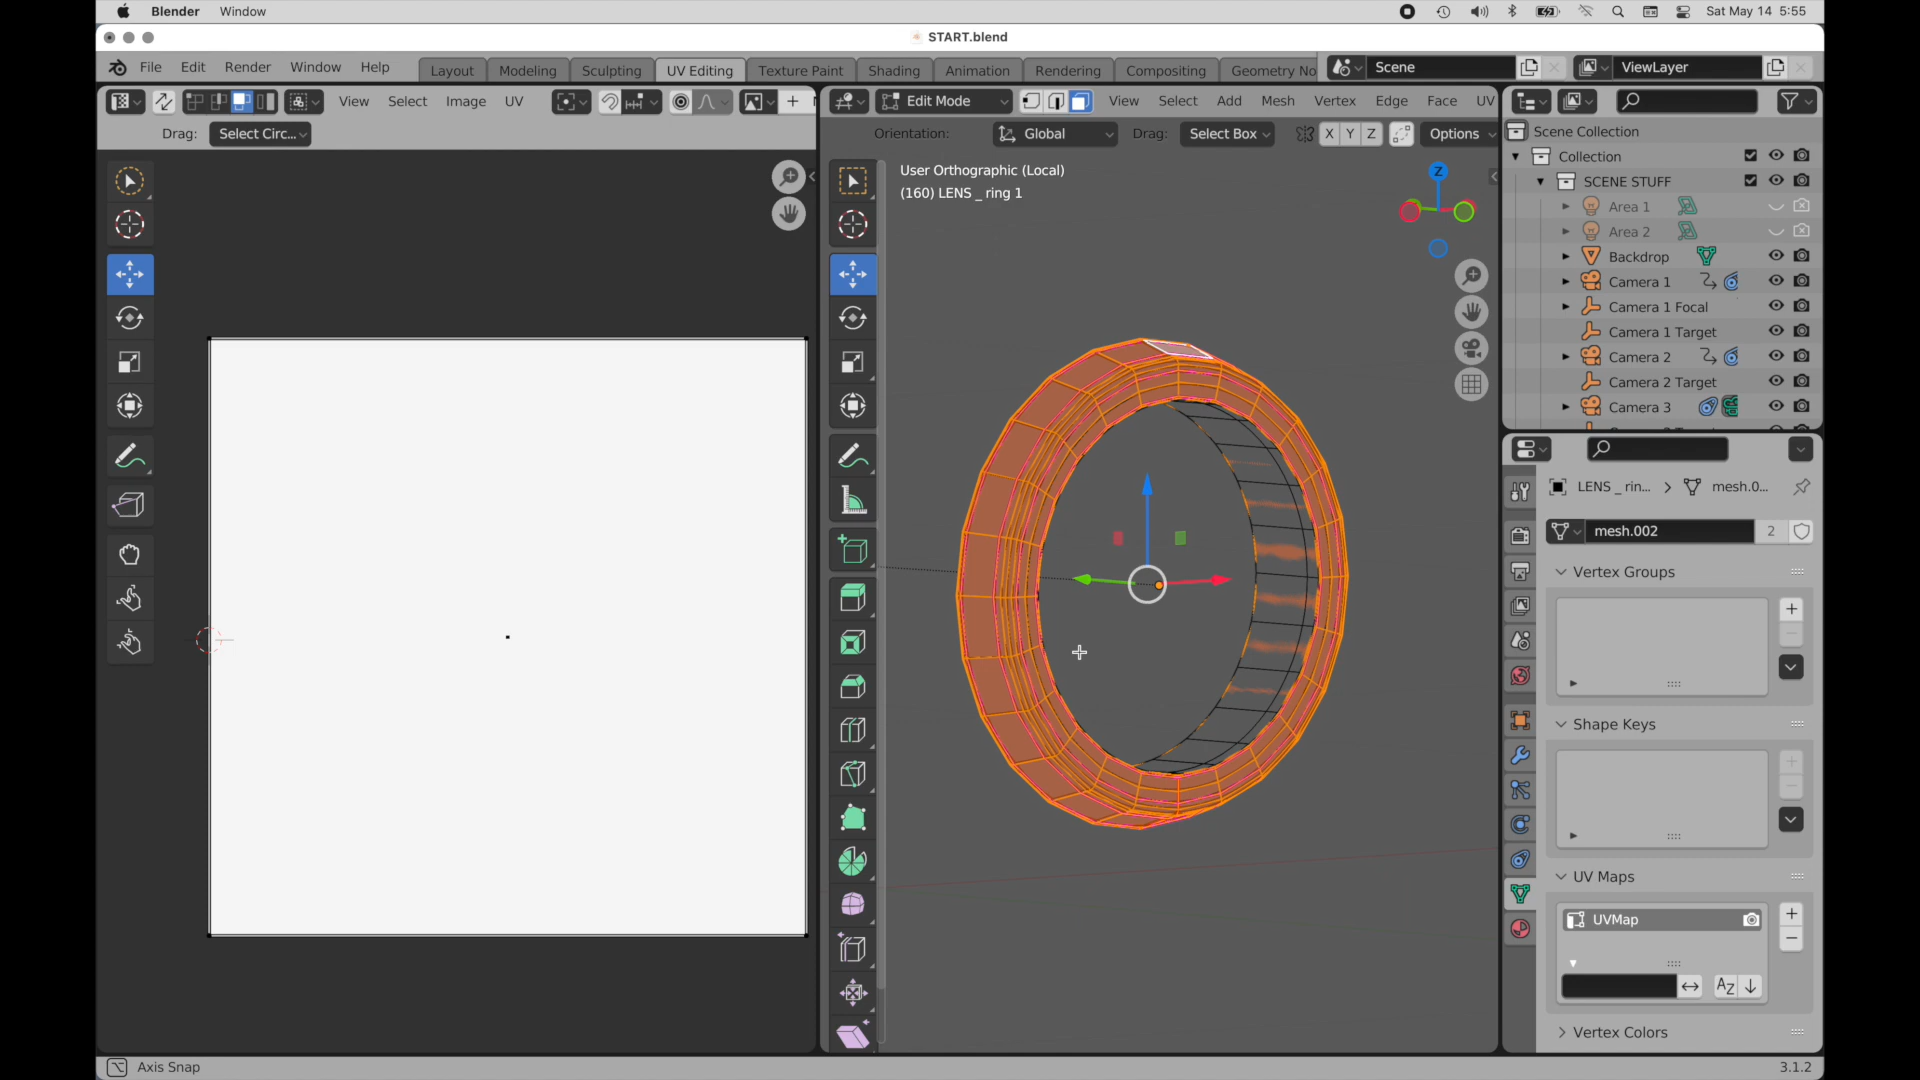 Blender Window Sat May 14 5:55
START.blend
File Edit Render Window Help Layout Modeling Sculpting UV Editing Texture Paint Shading Animation Rendering Compositing Geometry No Scene ViewLayer
View Select Image UV Edit Mode View Select Add Mesh Vertex Edge Face UV
Drag: Select Circ... Orientation: Global Drag: Select Box X Y Z Options
Scene Collection
Collection
SCENE STUFF
Area 1
Area 2
Backdrop
Camera 1
Camera 1 Focal
Camera 1 Target
Camera 2
Camera 2 Target
Camera 3
User Orthographic (Local)
(160) LENS _ ring 1
Z
LENS _ rin... > mesh.0...
mesh.002 2
Vertex Groups
Shape Keys
UV Maps
UVMap
AZ
Vertex Colors
Axis Snap 3.1.2